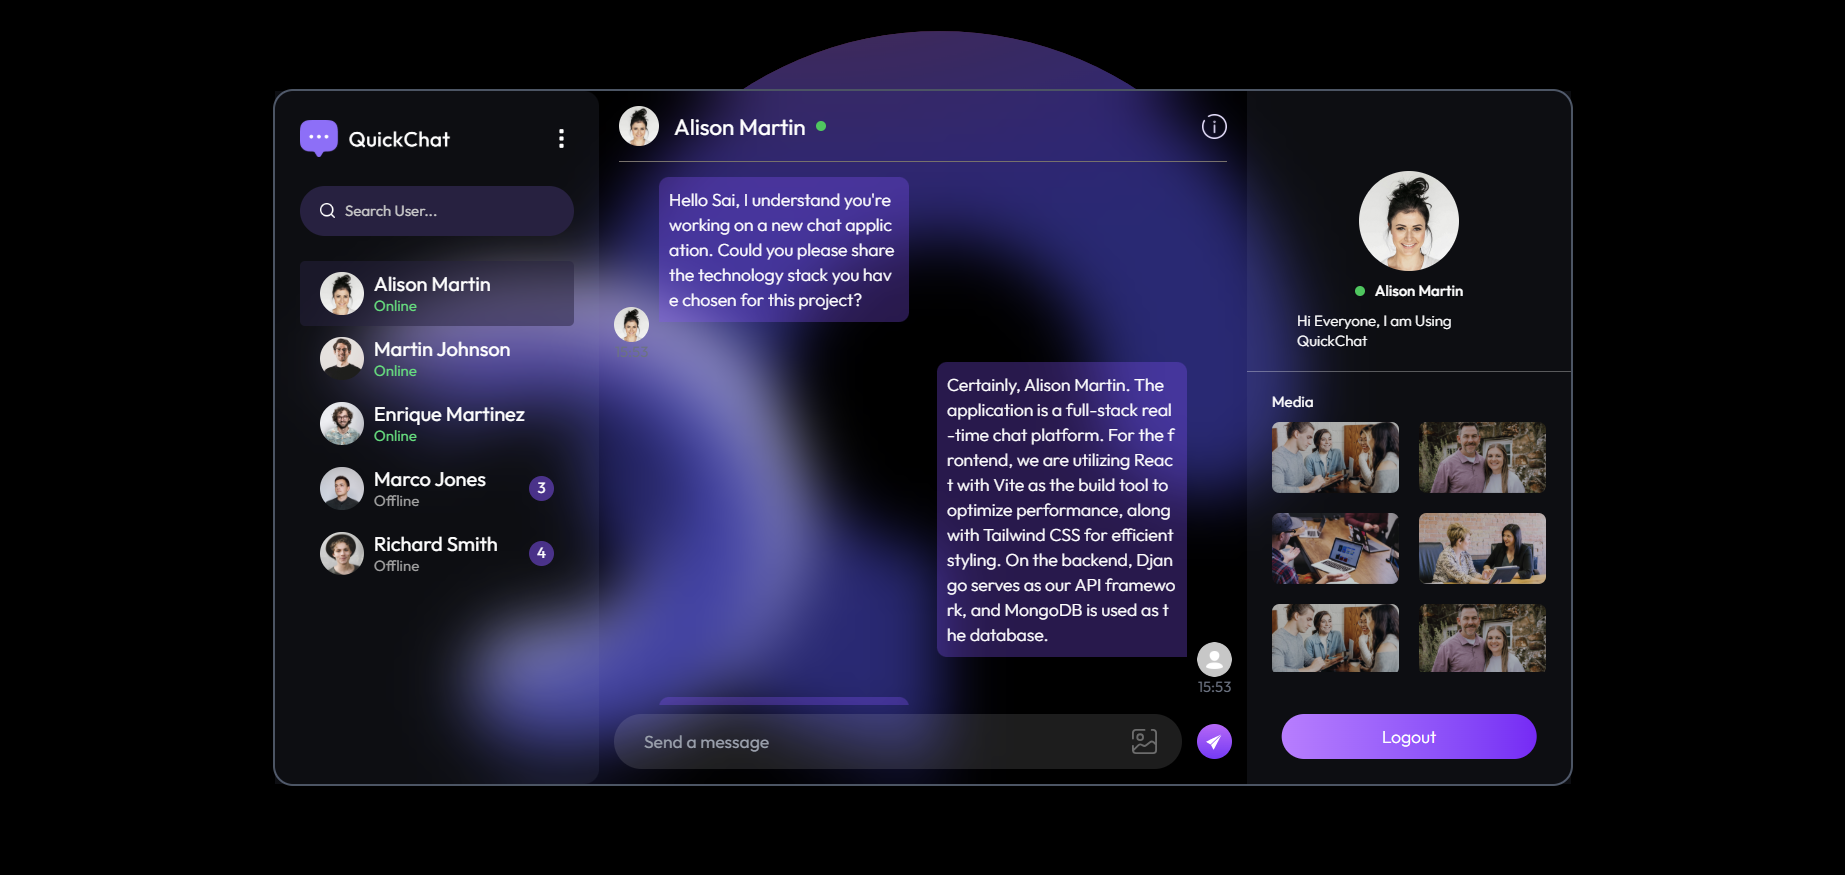 QuickChat
Search User...
Alison Martin
Online
Martin Johnson
Online
Enrique Martinez
Online
Marco Jones
Offline
3
Richard Smith
Offline
4
Alison Martin
Hello Sai, I understand you're
working on a new chat applic
ation. Could you please share
the technology stack you hav
e chosen for this project?
Certainly, Alison Martin. The
application is a full-stack real
-time chat platform. For the f
rontend, we are utilizing Reac
t with Vite as the build tool to
optimize performance, along
with Tailwind CSS for efficient
styling. On the backend, Djan
go serves as our API framewo
rk, and MongoDB is used as t
he database.
15:53
Send a message
Alison Martin
Hi Everyone, I am Using
QuickChat
Media
Logout